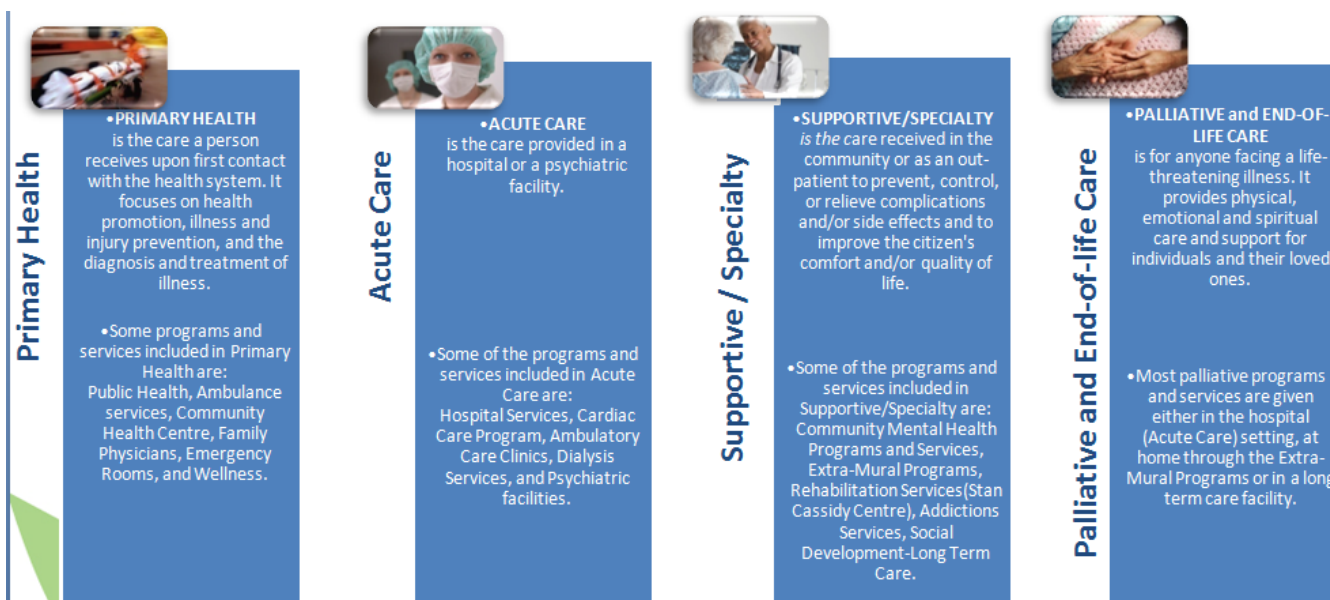 Primary Health
•PRIMARY HEALTH
is the care a person
receives upon first contact
with the health system. It
focuses on health
promotion, illness and
injury prevention, and the
diagnosis and treatment of
illness.
•Some programs and
services included in Primary
Health are:
Public Health, Ambulance
services, Community
Health Centre, Family
Physicians, Emergency
Rooms, and Wellness.
Acute Care
•ACUTE CARE
is the care provided in a
hospital or a psychiatric
facility.
•Some of the programs and
services included in Acute
Care are:
Hospital Services, Cardiac
Care Program, Ambulatory
Care Clinics, Dialysis
Services, and Psychiatric
facilities.
Supportive / Specialty
•SUPPORTIVE/SPECIALTY
is the care received in the
community or as an out-
patient to prevent, control,
or relieve complications
and/or side effects and to
improve the citizen's
comfort and/or quality of
life.
•Some of the programs and
services included in
Supportive/Specialty are:
Community Mental Health
Programs and Services,
Extra-Mural Programs,
Rehabilitation Services(Stan
Cassidy Centre), Addictions
Services, Social
Development-Long Term
Care.
Palliative and End-of-life Care
•PALLIATIVE and END-OF-
LIFE CARE
is for anyone facing a life-
threatening illness. It
provides physical,
emotional and spiritual
care and support for
individuals and their loved
ones.
•Most palliative programs
and services are given
either in the hospital
(Acute Care) setting, at
home through the Extra-
Mural Programs or in a long
term care facility.